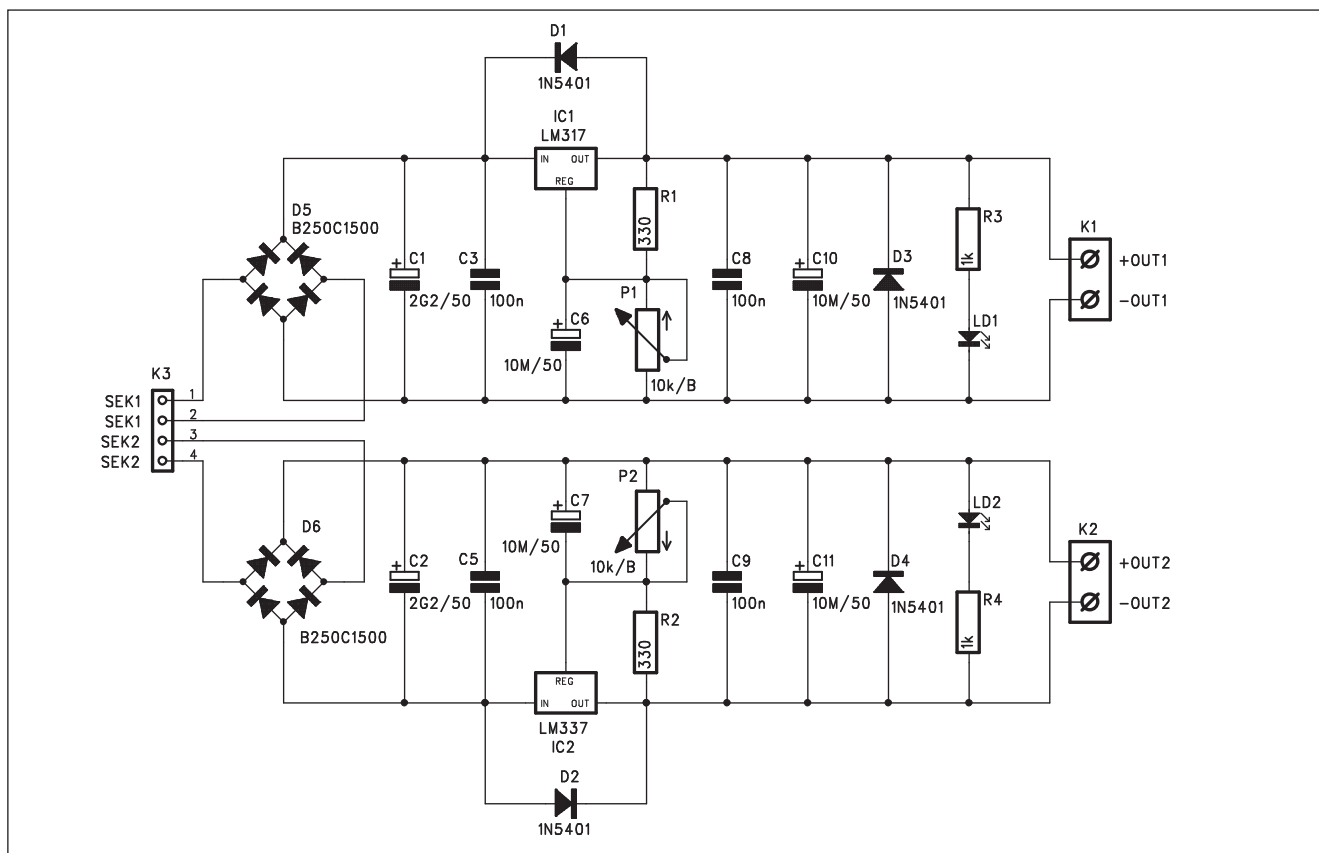 D1
1N5401
IC1
LM317
IN OUT
REG
D5
B250C1500
R1
330
C1
2G2/50
C3
100n
C6
10M/50
P1
10k/B
C8
100n
C10
10M/50
D3
1N5401
R3
1k
LD1
K1
+OUT1
-OUT1
K3
SEK1 1
SEK1 2
SEK2 3
SEK2 4
D6
B250C1500
C2
2G2/50
C5
100n
C7
10M/50
P2
10k/B
R2
330
C9
100n
C11
10M/50
D4
1N5401
LD2
R4
1k
K2
+OUT2
-OUT2
REG
IN OUT
LM337
IC2
D2
1N5401